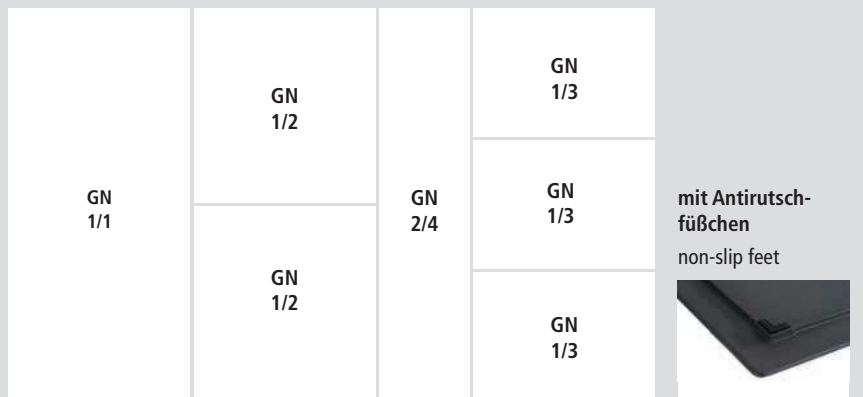 GN
1/1
GN
1/2
GN
1/2
GN
2/4
GN
1/3
GN
1/3
GN
1/3
mit Antirutsch-
füßchen
non-slip feet